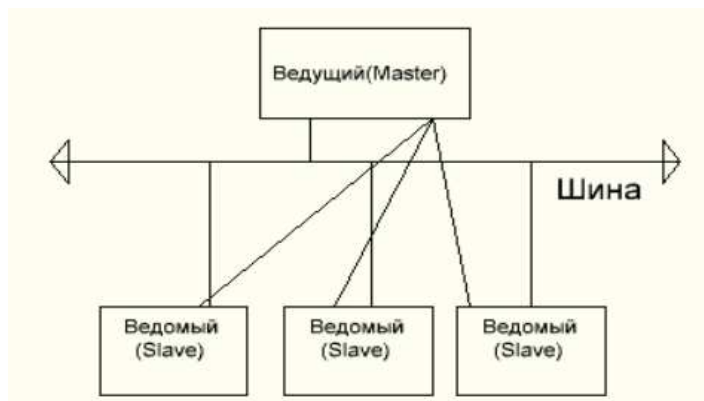 Ведущий(Master)
Шина
Ведомый
(Slave)
Ведомый
(Slave)
Ведомый
(Slave)